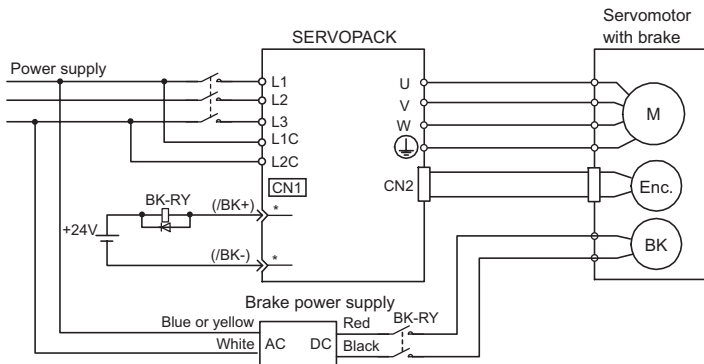 Servomotor
with brake
SERVOPACK
Power supply
L1
L2
L3
L1C
L2C
U
V
W
M
CN1
CN2
Enc.
BK-RY
(/BK+)
*
+24V
BK
(/BK-)
*
Brake power supply
Blue or yellow
Red
BK-RY
White
AC
DC
Black